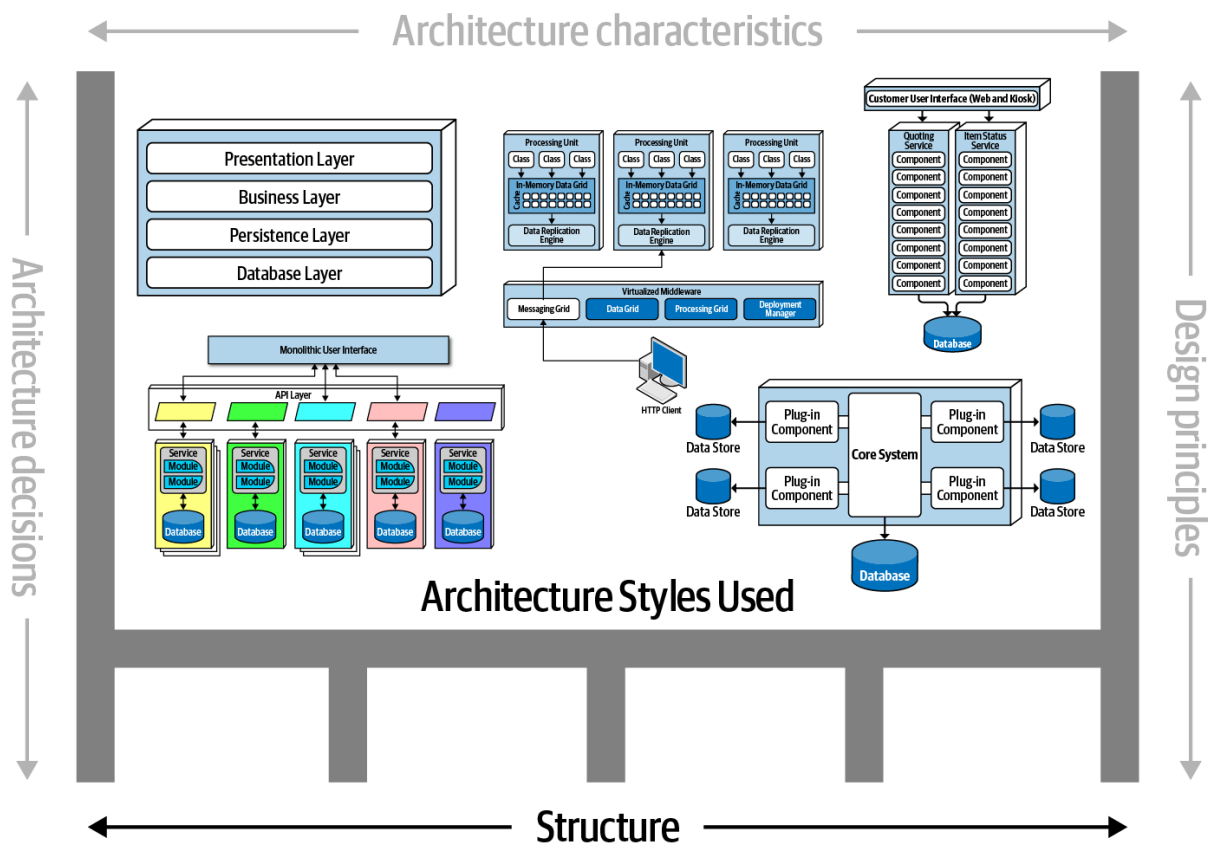 Architecture characteristics
Architecture decisions
Design principles
Presentation Layer
Business Layer
Persistence Layer
Database Layer
Processing Unit
Class Class Class
In-Memory Data Grid
Cache
Data Replication
Engine
Processing Unit
Class Class Class
In-Memory Data Grid
Cache
Data Replication
Engine
Processing Unit
Class Class Class
In-Memory Data Grid
Cache
Data Replication
Engine
Virtualized Middleware
Messaging Grid
Data Grid
Processing Grid
Deployment
Manager
HTTP Client
Customer User Interface (Web and Kiosk)
Quoting
Service
Component
Component
Component
Component
Component
Component
Component
Component
Item Status
Service
Component
Component
Component
Component
Component
Component
Component
Component
Database
Monolithic User Interface
API Layer
Service
Module
Module
Database
Service
Module
Module
Database
Service
Module
Module
Database
Service
Module
Module
Database
Service
Module
Module
Database
Data Store
Data Store
Plug-in
Component
Plug-in
Component
Core System
Plug-in
Component
Plug-in
Component
Data Store
Data Store
Database
Architecture Styles Used
Structure